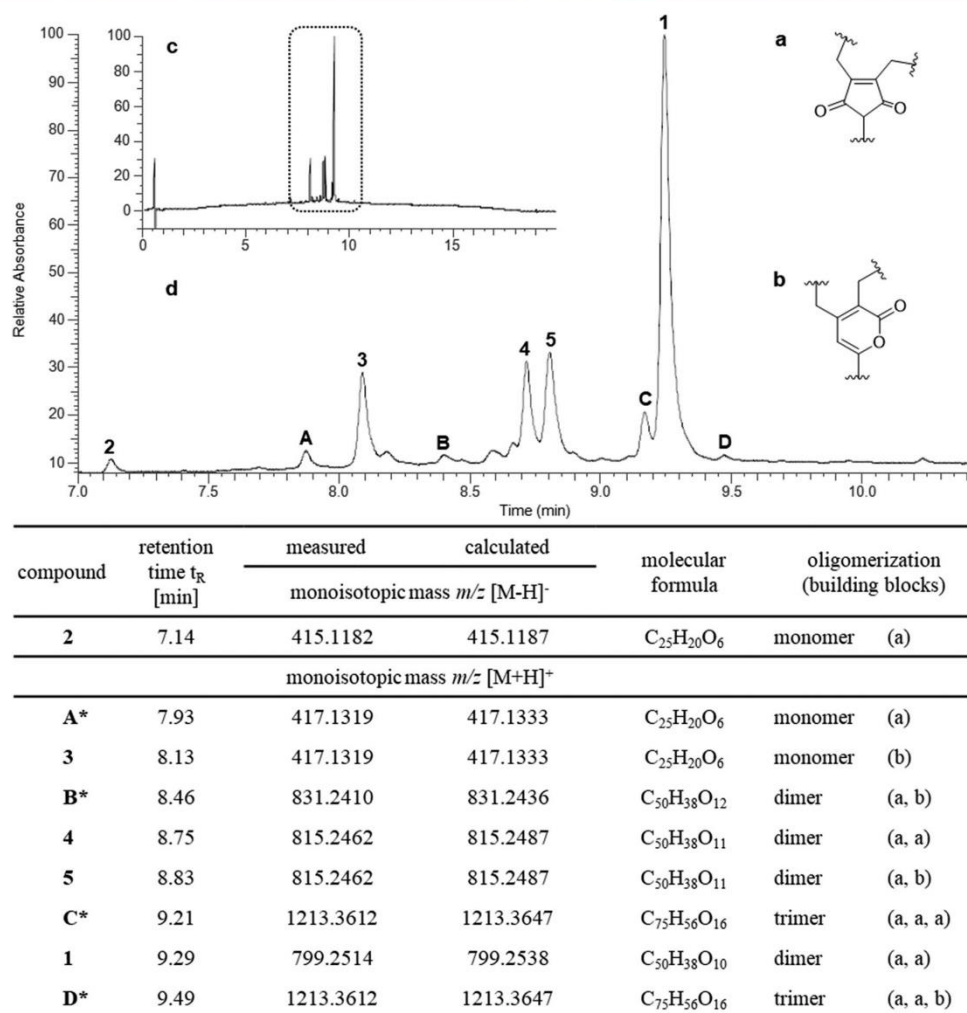 1
a
c
100
90
80
70
60
50
40
30
20
10
Relative Absorbance
100
80
60
40
20
0
0 5 10 15
O O
d
b
O
O
2 A 3 B 4 5 C D
7.0 7.5 8.0 8.5 9.0 9.5 10.0
Time (min)
compound retention time tR [min] measured calculated molecular formula oligomerization (building blocks)
monoisotopic mass m/z [M-H]-
2 7.14 415.1182 415.1187 C25H20O6 monomer (a)
monoisotopic mass m/z [M+H]+
A* 7.93 417.1319 417.1333 C25H20O6 monomer (a)
3 8.13 417.1319 417.1333 C25H20O6 monomer (b)
B* 8.46 831.2410 831.2436 C50H38O12 dimer (a, b)
4 8.75 815.2462 815.2487 C50H38O11 dimer (a, a)
5 8.83 815.2462 815.2487 C50H38O11 dimer (a, b)
C* 9.21 1213.3612 1213.3647 C75H56O16 trimer (a, a, a)
1 9.29 799.2514 799.2538 C50H38O10 dimer (a, a)
D* 9.49 1213.3612 1213.3647 C75H56O16 trimer (a, a, b)